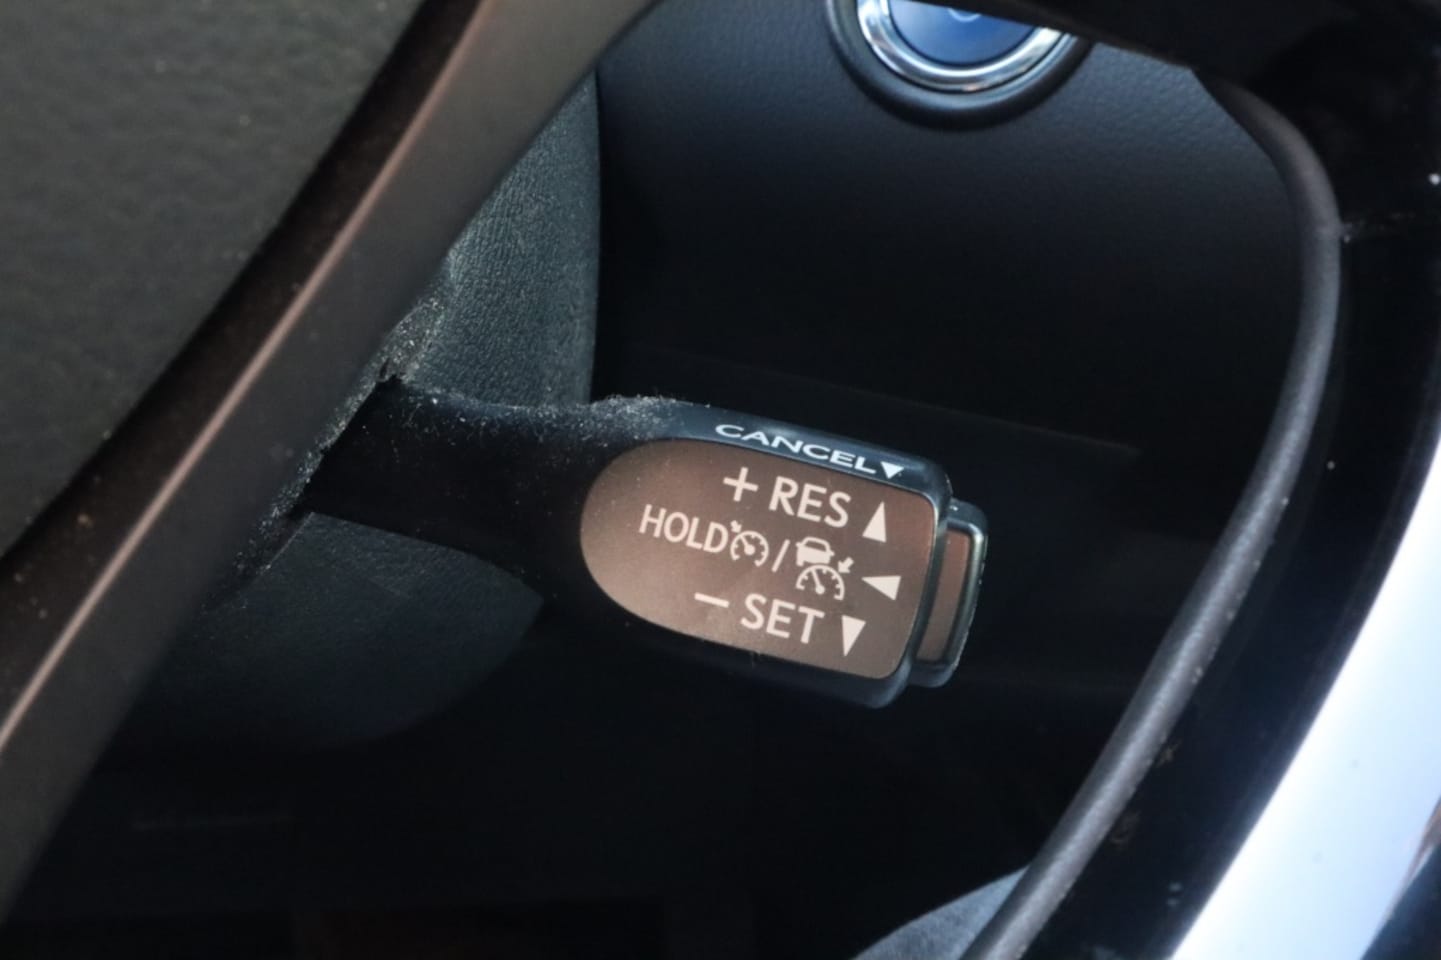 CANCEL▼
+ RES ▲
HOLD / ◀
− SET ▼